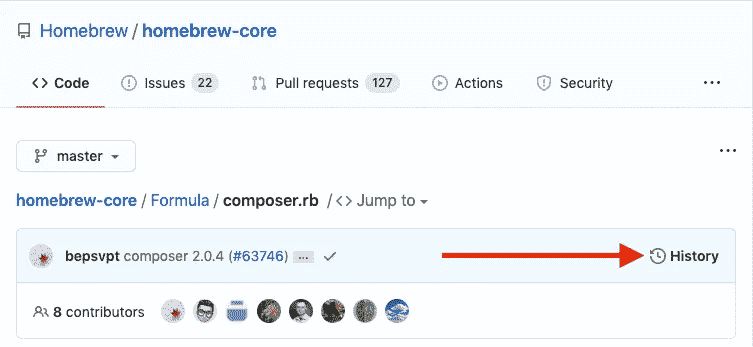 Homebrew / homebrew-core
<> Code Issues 22 Pull requests 127 Actions Security ...
master
...
homebrew-core / Formula / composer.rb / <> Jump to
bepsvpt composer 2.0.4 (#63746) ... History
8 contributors